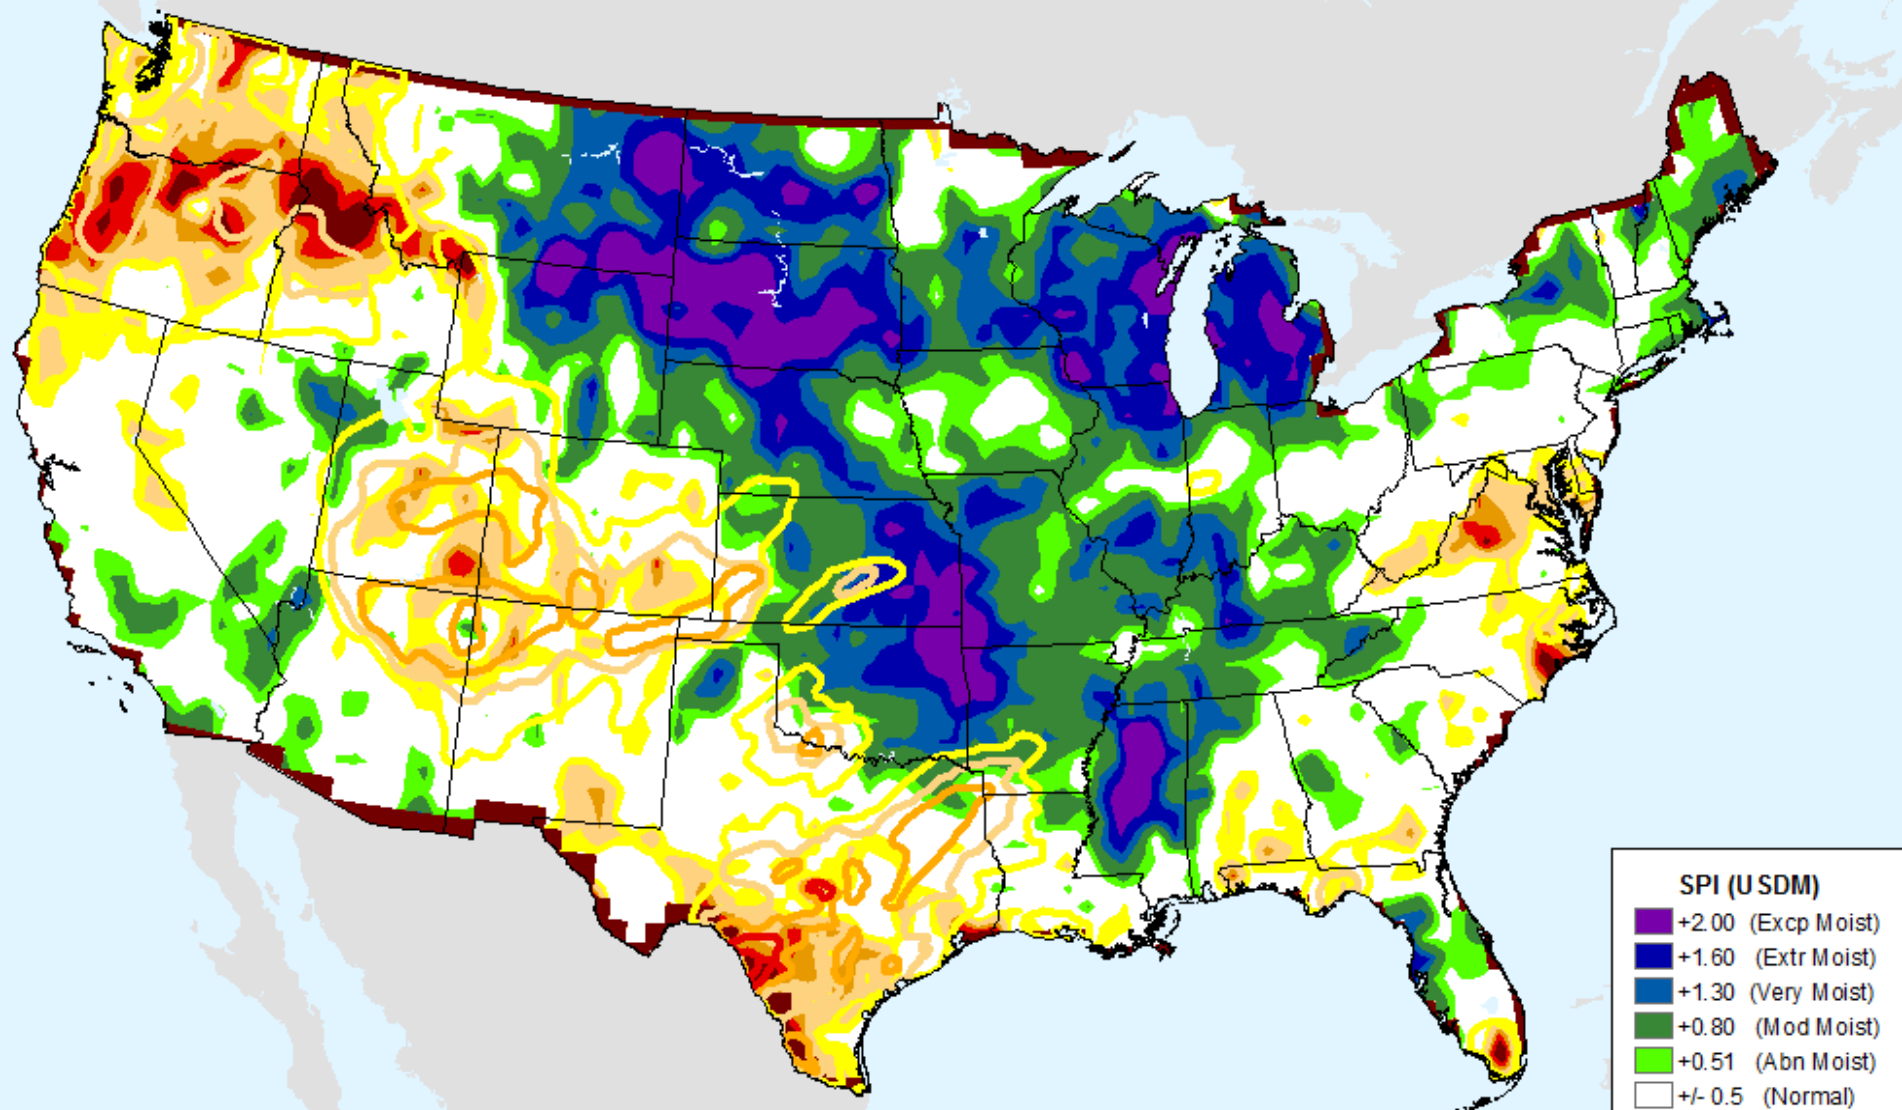 SPI (USDM)
+2.00 (Excp Moist)
+1.60 (Extr Moist)
+1.30 (Very Moist)
+0.80 (Mod Moist)
+0.51 (Abn Moist)
+/- 0.5 (Normal)